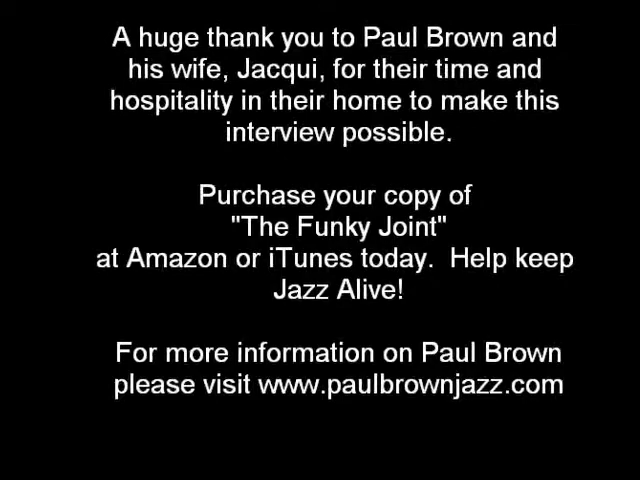 A huge thank you to Paul Brown and
his wife, Jacqui, for their time and
hospitality in their home to make this
interview possible.
Purchase your copy of
"The Funky Joint"
at Amazon or iTunes today.  Help keep
Jazz Alive!
For more information on Paul Brown
please visit www.paulbrownjazz.com